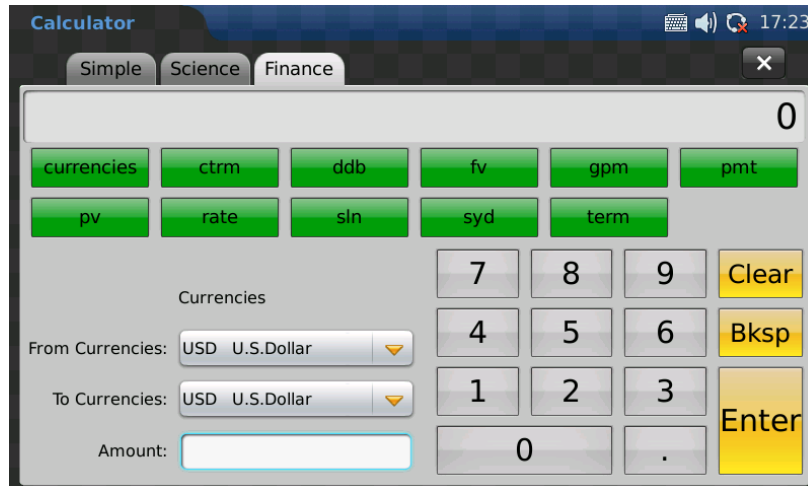 Calculator 17:23
Simple Science Finance
0
currencies ctrm ddb fv gpm pmt
pv rate sln syd term
7 8 9 Clear
Currencies
4 5 6 Bksp
From Currencies: USD U.S.Dollar
1 2 3 Enter
To Currencies: USD U.S.Dollar
0 .
Amount: